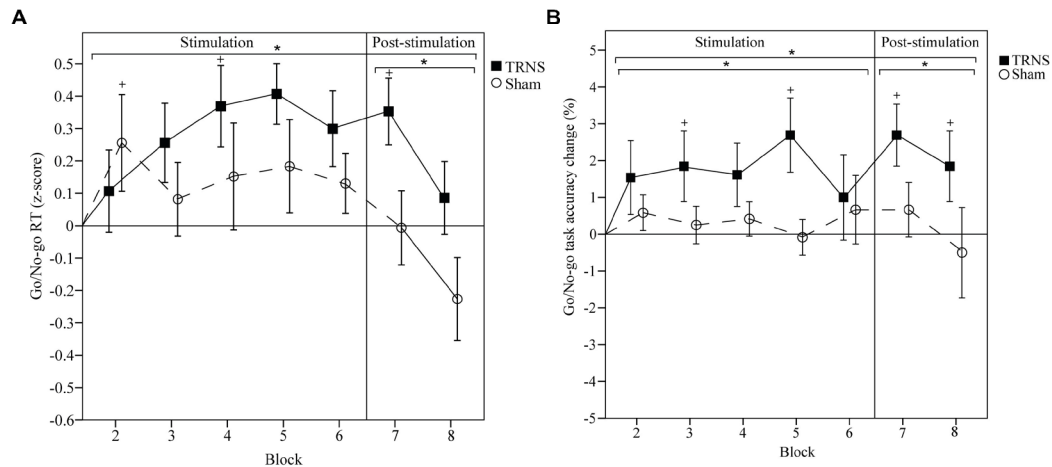 A
Stimulation
Post-stimulation
*
*
+
+
+
TRNS
Sham
Go/No-go RT (z-score)
0.5
0.4
0.3
0.2
0.1
0
-0.1
-0.2
-0.3
-0.4
-0.5
-0.6
2 3 4 5 6 7 8
Block
B
Stimulation
Post-stimulation
*
*
*
+
+
+
+
TRNS
Sham
Go/No-go task accuracy change (%)
5
4
3
2
1
0
-1
-2
-3
-4
-5
2 3 4 5 6 7 8
Block